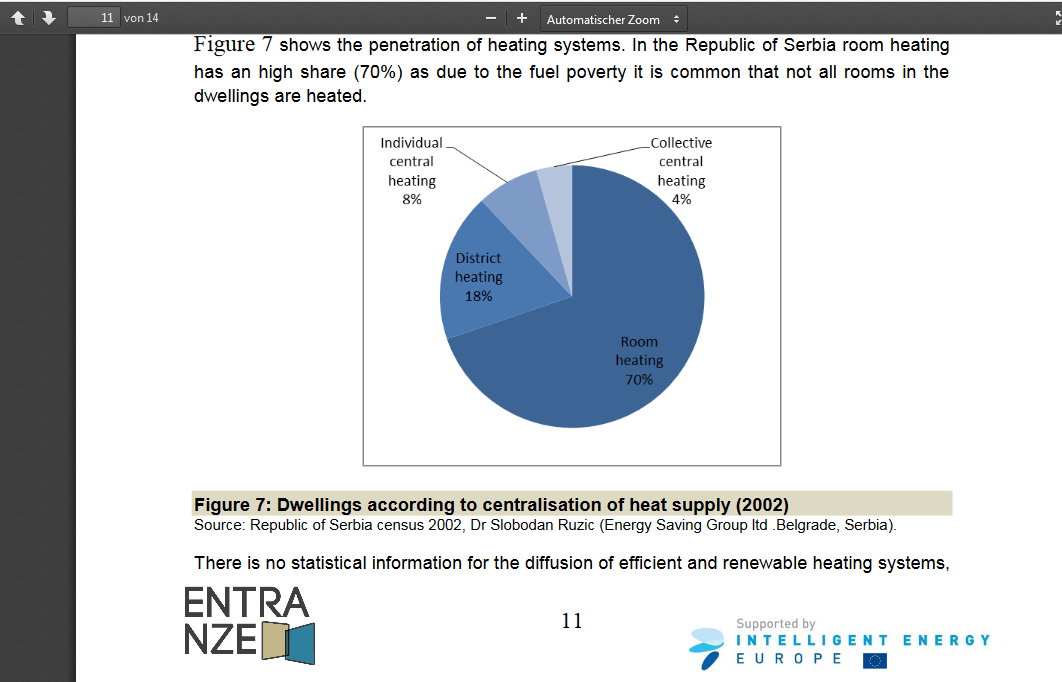 11 von 14
Automatischer Zoom
Figure 7 shows the penetration of heating systems. In the Republic of Serbia room heating
has an high share (70%) as due to the fuel poverty it is common that not all rooms in the
dwellings are heated.
Individual
central
heating
8%
Collective
central
heating
4%
District
heating
18%
Room
heating
70%
Figure 7: Dwellings according to centralisation of heat supply (2002)
Source: Republic of Serbia census 2002, Dr Slobodan Ruzic (Energy Saving Group ltd .Belgrade, Serbia).
There is no statistical information for the diffusion of efficient and renewable heating systems,
ENTRA
NZE
11
Supported by
INTELLIGENT ENERGY
EUROPE